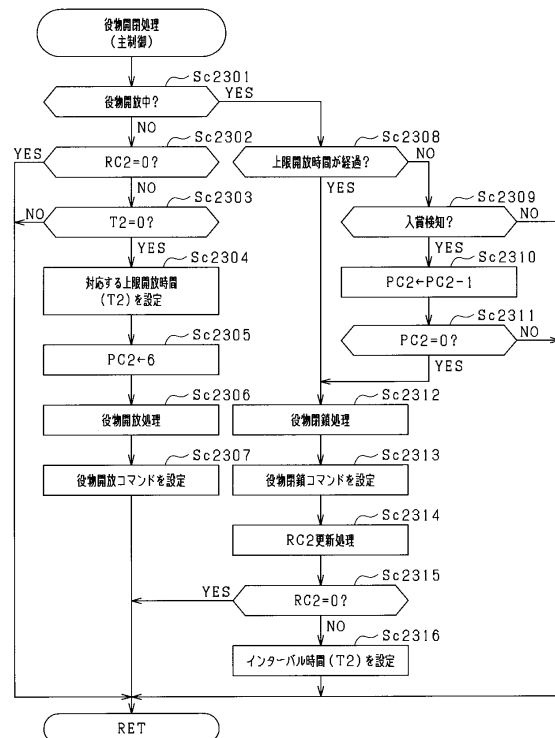 役物開閉処理
(主制御)
Sc2301
役物開放中?
YES
NO
Sc2302
RC2=0?
YES
NO
Sc2303
T2=0?
NO
YES
Sc2304
対応する上限開放時間
(T2)を設定
Sc2305
PC2←6
Sc2306
役物開放処理
Sc2307
役物開放コマンドを設定
Sc2308
上限開放時間が経過?
NO
YES
Sc2309
入賞検知?
NO
YES
Sc2310
PC2←PC2-1
Sc2311
PC2=0?
NO
YES
Sc2312
役物閉鎖処理
Sc2313
役物閉鎖コマンドを設定
Sc2314
RC2更新処理
Sc2315
RC2=0?
YES
NO
Sc2316
インターバル時間(T2)を設定
RET